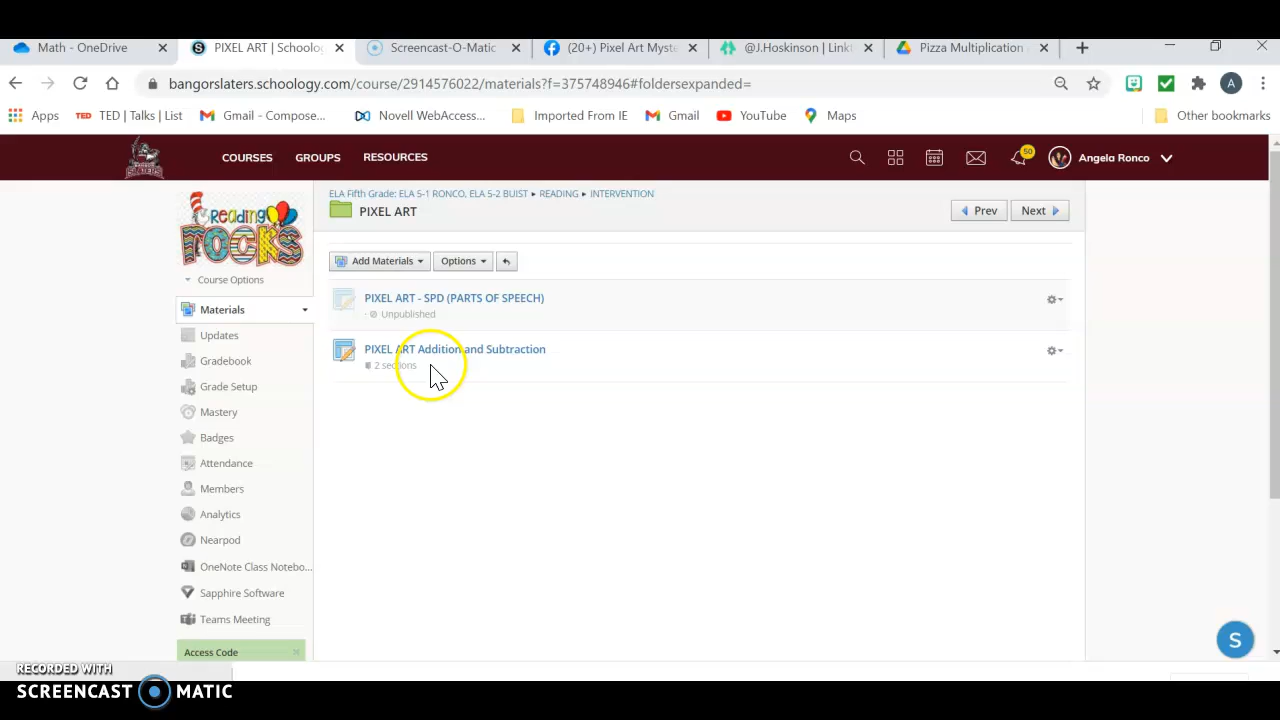 Math - OneDrive
PIXEL ART | Schoolo
Screencast-O-Matic
(20+) Pixel Art Myste
@J.Hoskinson | Linkt
Pizza Multiplication
bangorslaters.schoology.com/course/2914576022/materials?f=375748946#foldersexpanded=
A
Apps
TED | Talks | List
Gmail - Compose...
Novell WebAccess...
Imported From IE
Gmail
YouTube
Maps
Other bookmarks
COURSES
GROUPS
RESOURCES
50
Angela Ronco
Reading
Rocks
ELA Fifth Grade: ELA 5-1 RONCO, ELA 5-2 BUIST ▸ READING ▸ INTERVENTION
PIXEL ART
Prev
Next
Course Options
Add Materials
Options
Materials
PIXEL ART - SPD (PARTS OF SPEECH)
· Unpublished
Updates
PIXEL ART Addition and Subtraction
2 sections
Gradebook
Grade Setup
Mastery
Badges
Attendance
Members
Analytics
Nearpod
OneNote Class Notebo...
Sapphire Software
Teams Meeting
Access Code
S
RECORDED WITH
SCREENCAST MATIC